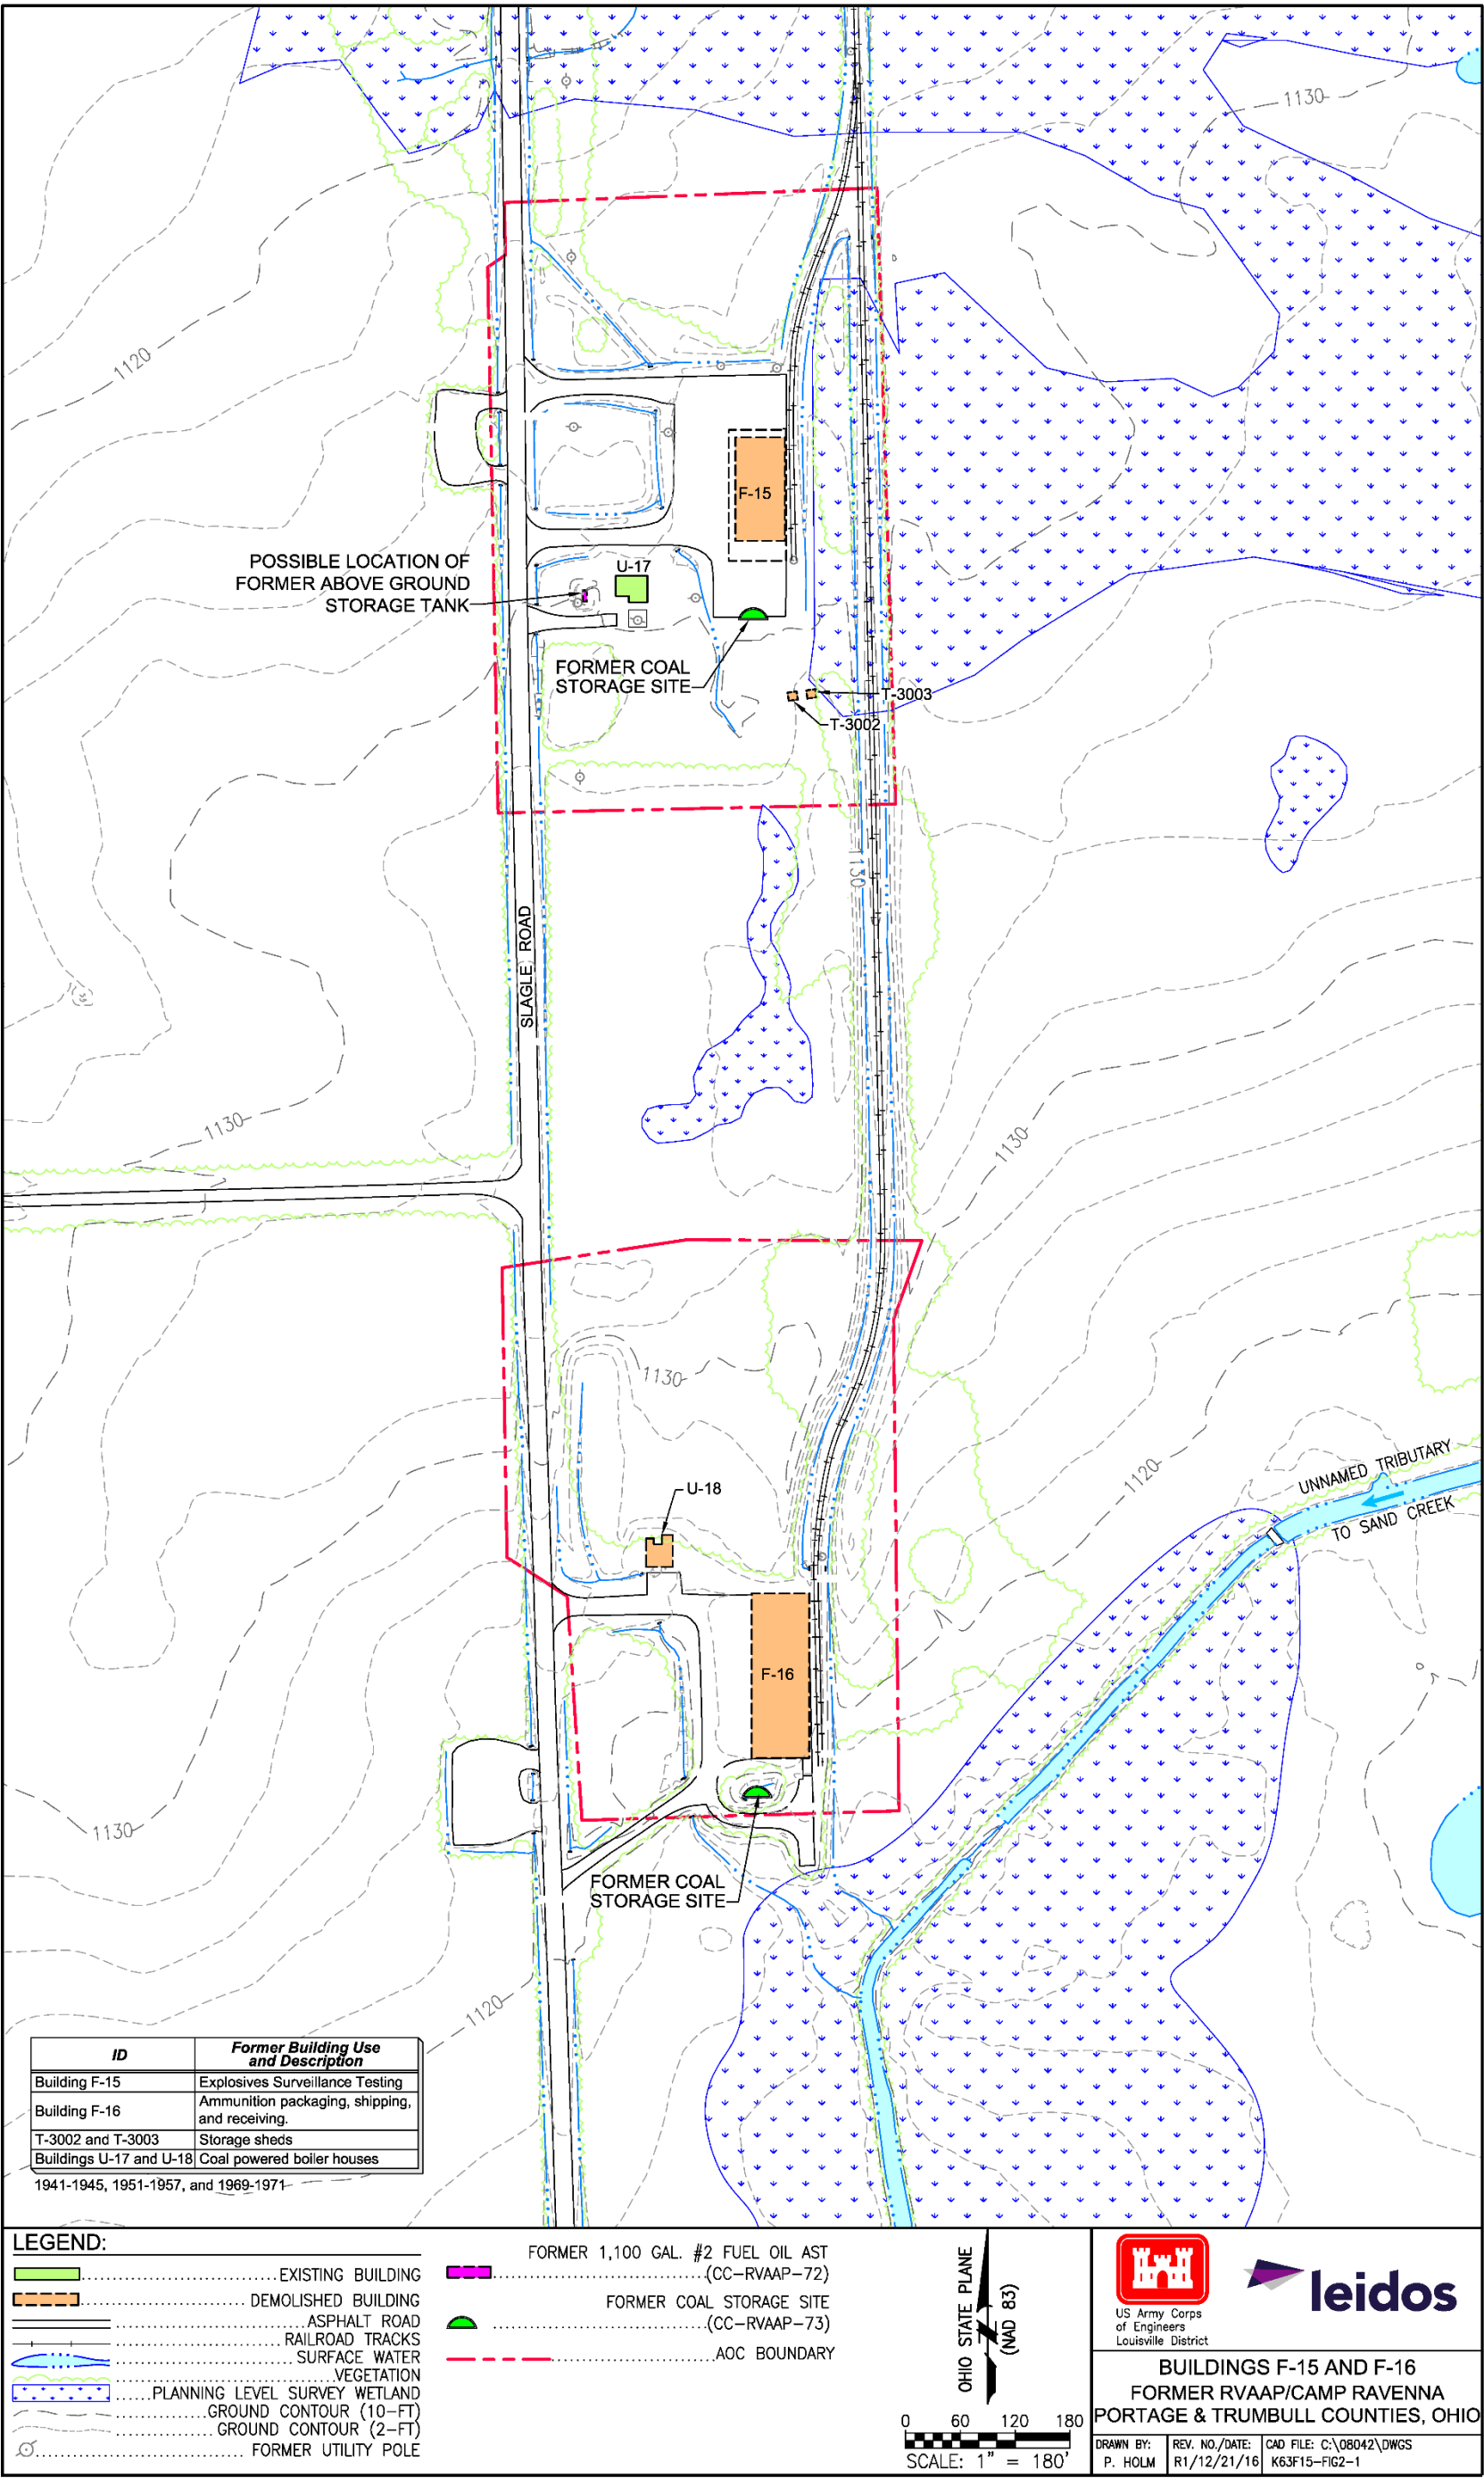 1130
1120
F-15
POSSIBLE LOCATION OF
FORMER ABOVE GROUND
STORAGE TANK
U-17
FORMER COAL
STORAGE SITE
T-3003
T-3002
1130
SLAGLE ROAD
1130
1130
1130
U-18
1120
UNNAMED TRIBUTARY
TO SAND CREEK
F-16
1130
FORMER COAL
STORAGE SITE
1120
ID
Former Building Use
and Description
Building F-15
Explosives Surveillance Testing
Building F-16
Ammunition packaging, shipping,
and receiving.
T-3002 and T-3003
Storage sheds
Buildings U-17 and U-18
Coal powered boiler houses
1941-1945, 1951-1957, and 1969-1971
LEGEND:
EXISTING BUILDING
DEMOLISHED BUILDING
ASPHALT ROAD
RAILROAD TRACKS
SURFACE WATER
VEGETATION
PLANNING LEVEL SURVEY WETLAND
GROUND CONTOUR (10-FT)
GROUND CONTOUR (2-FT)
FORMER UTILITY POLE
FORMER 1,100 GAL. #2 FUEL OIL AST
(CC-RVAAP-72)
FORMER COAL STORAGE SITE
(CC-RVAAP-73)
AOC BOUNDARY
OHIO STATE PLANE
(NAD 83)
0 60 120 180
SCALE: 1" = 180'
US Army Corps
of Engineers
Louisville District
leidos
BUILDINGS F-15 AND F-16
FORMER RVAAP/CAMP RAVENNA
PORTAGE & TRUMBULL COUNTIES, OHIO
DRAWN BY:
P. HOLM
REV. NO./DATE:
R1/12/21/16
CAD FILE: C:\08042\DWGS
K63F15-FIG2-1